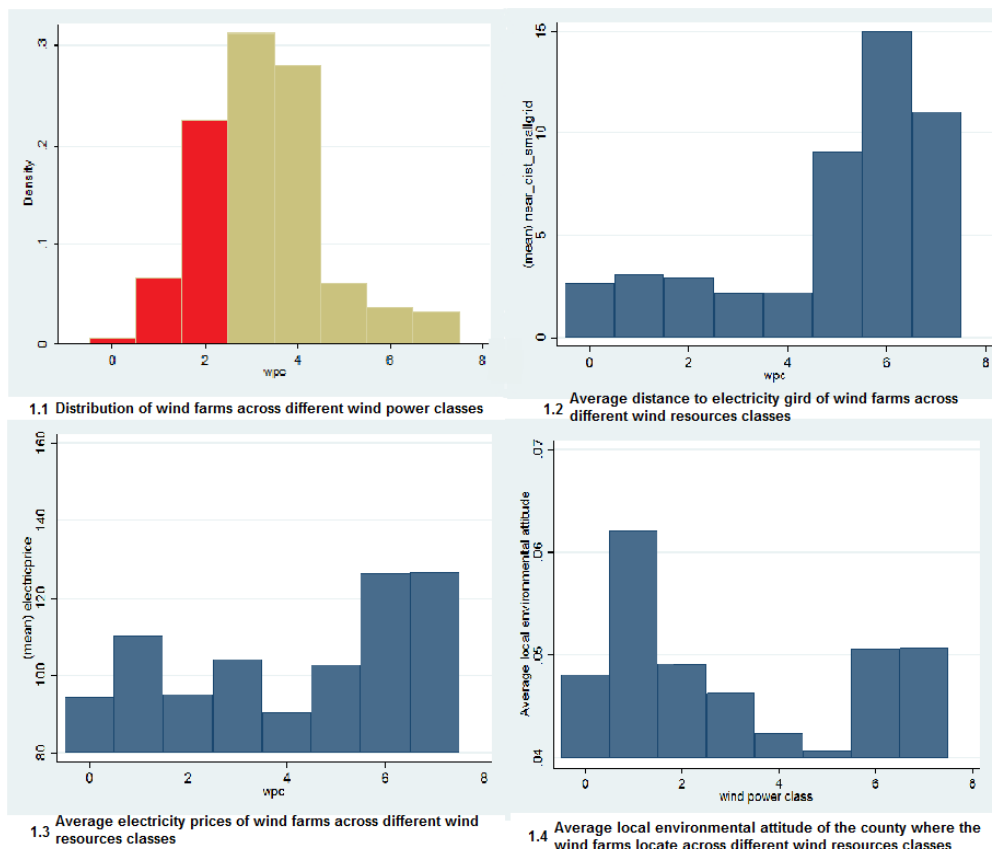 .3
.2
.1
0
Density
0 2 4 6 8
wpc
1.1 Distribution of wind farms across different wind power classes
15
10
5
0
(mean) near_dist_smallgrid
0 2 4 6 8
wpc
1.2 Average distance to electricity gird of wind farms across
different wind resources classes
160
140
120
100
80
(mean) electricprice
0 2 4 6 8
wpc
1.3 Average electricity prices of wind farms across different wind
resources classes
.07
.06
.05
.04
Average local environmental attitude
0 2 4 6 8
wind power class
1.4 Average local environmental attitude of the county where the
wind farms locate across different wind resources classes